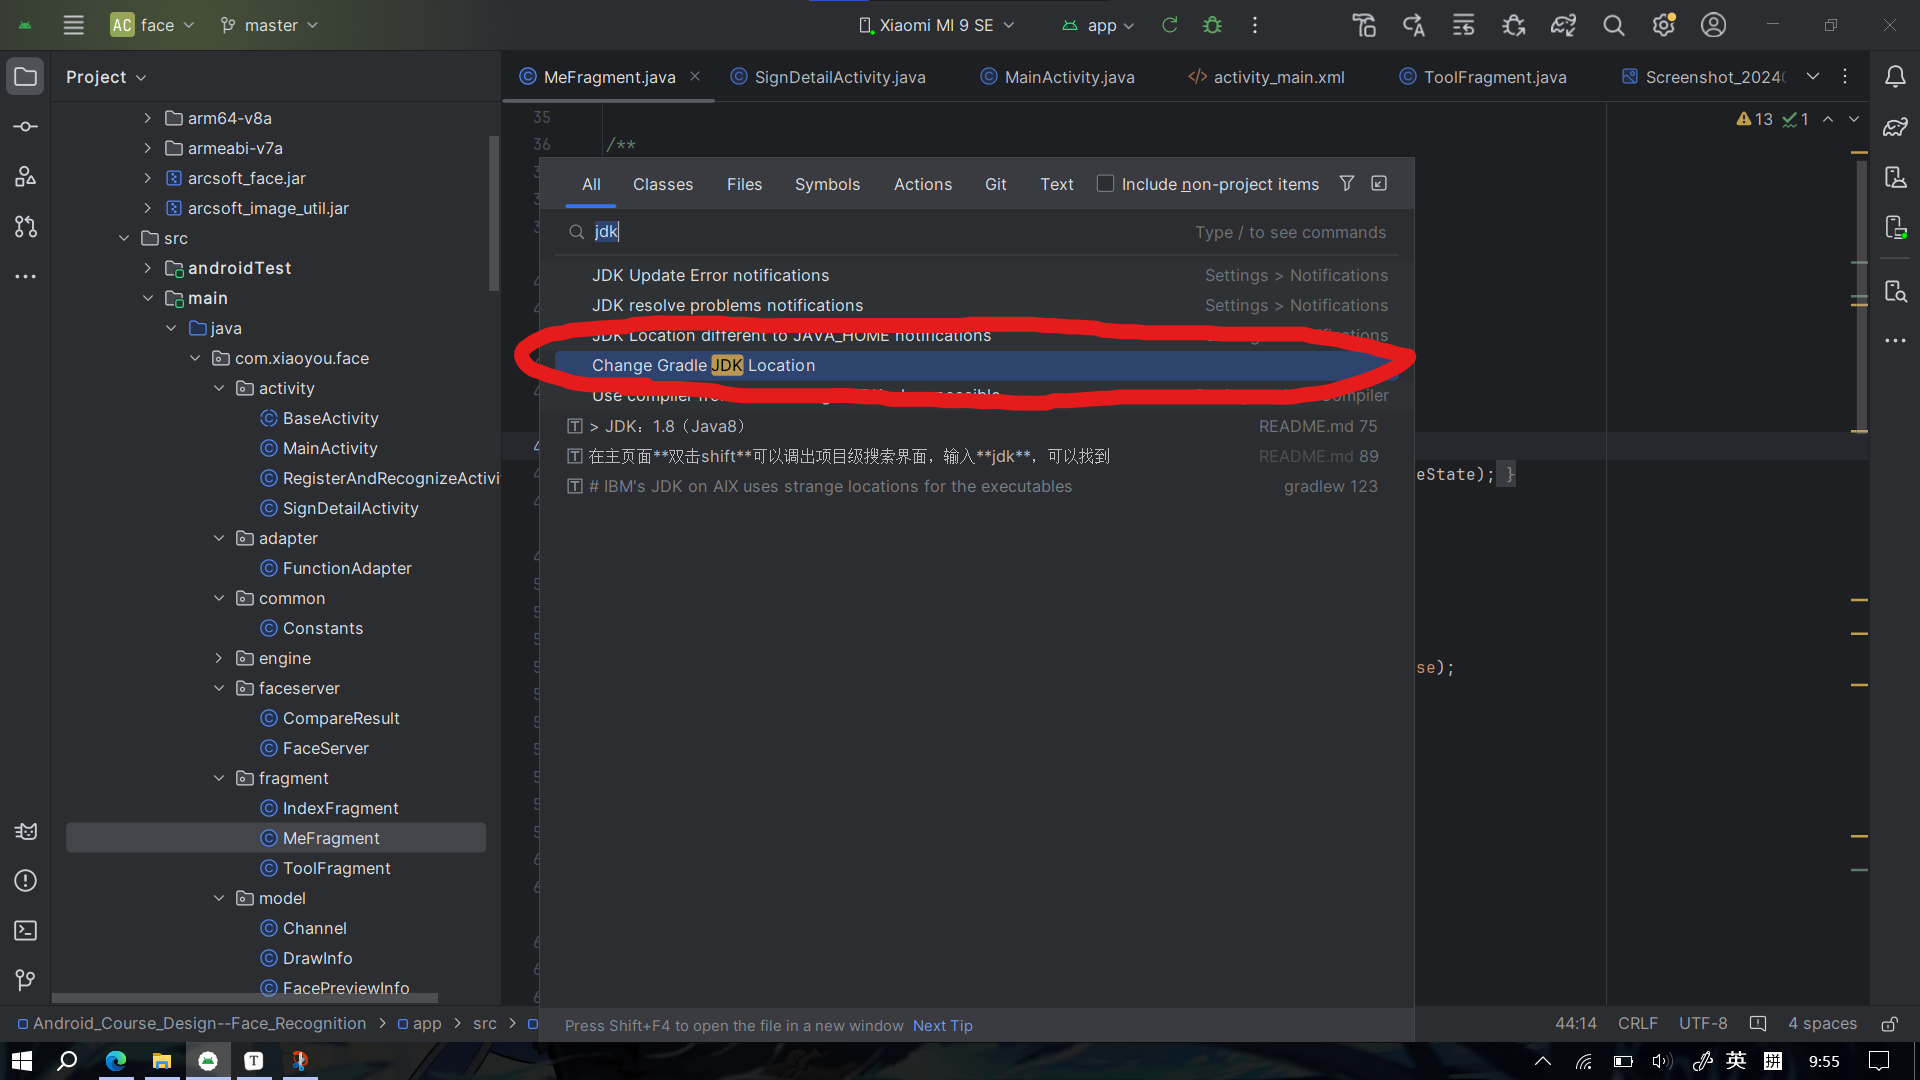 AC face master Xiaomi MI 9 SE app
Project
MeFragment.java SignDetailActivity.java MainActivity.java activity_main.xml ToolFragment.java Screenshot_2024
arm64-v8a
armeabi-v7a
arcsoft_face.jar
arcsoft_image_util.jar
src
androidTest
main
java
com.xiaoyou.face
activity
BaseActivity
MainActivity
RegisterAndRecognizeActivi
SignDetailActivity
adapter
FunctionAdapter
common
Constants
engine
faceserver
CompareResult
FaceServer
fragment
IndexFragment
MeFragment
ToolFragment
model
Channel
DrawInfo
FacePreviewInfo
35
36 /**
13 1
All Classes Files Symbols Actions Git Text Include non-project items
jdk Type / to see commands
JDK Update Error notifications Settings > Notifications
JDK resolve problems notifications Settings > Notifications
JDK Location different to JAVA_HOME notifications
Change Gradle JDK Location
Use compiler
> JDK：1.8（Java8） README.md 75
在主页面**双击shift**可以调出项目级搜索界面，输入**jdk**，可以找到 README.md 89
# IBM's JDK on AIX uses strange locations for the executables gradlew 123
eState); }
se);
Press Shift+F4 to open the file in a new window Next Tip
Android_Course_Design--Face_Recognition > app > src > 44:14 CRLF UTF-8 4 spaces
英 拼 9:55